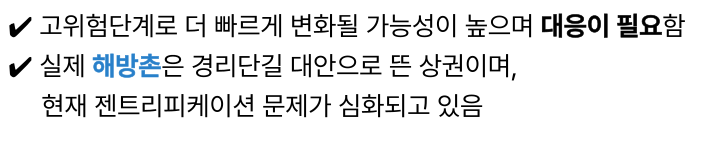 ✔ 고위험단계로 더 빠르게 변화될 가능성이 높으며 대응이 필요함
✔ 실제 해방촌은 경리단길 대안으로 뜬 상권이며,
현재 젠트리피케이션 문제가 심화되고 있음